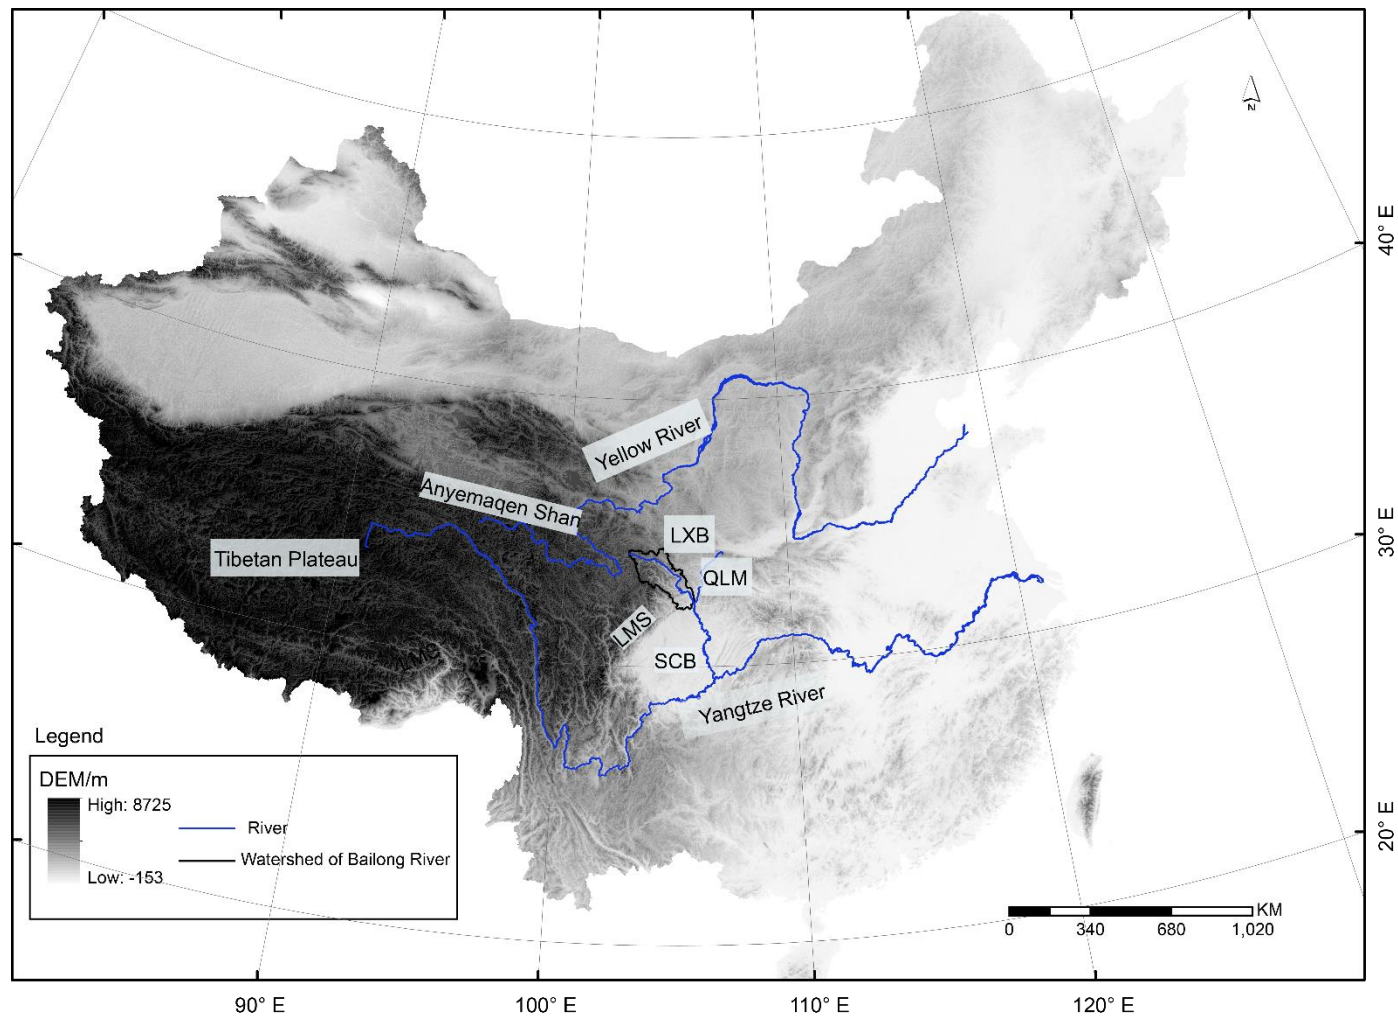 N
40° E
Yellow River
Anyemaqen Shan
LXB
30° E
Tibetan Plateau
QLM
LMS
LMS
SCB
Yangtze River
Legend
DEM/m
High: 8725
River
Watershed of Bailong River
Low: -153
20° E
KM
0 340 680 1,020
90° E 100° E 110° E 120° E